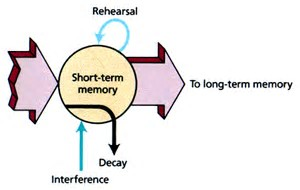 Rehearsal
Short-term
memory
To long-term memory
Decay
Interference